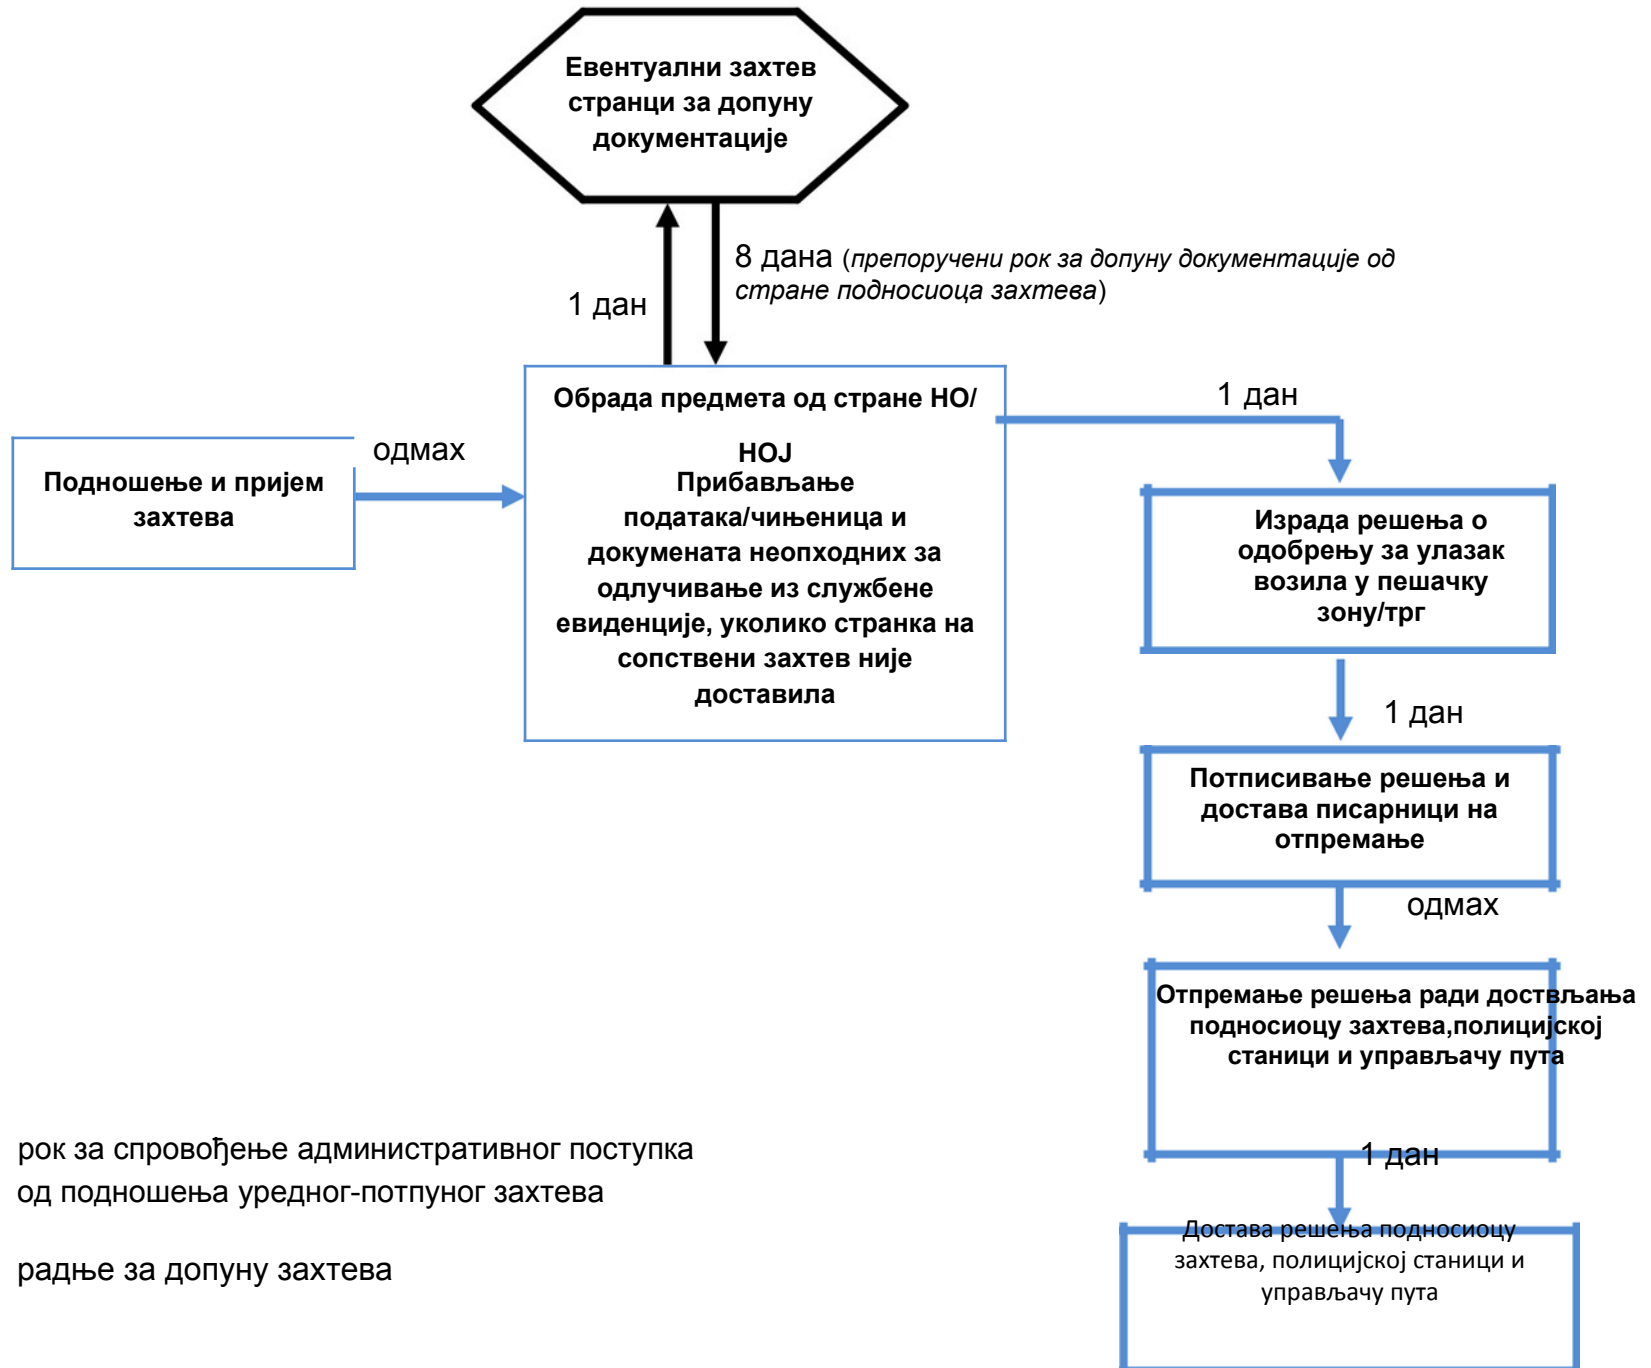 Евентуални захтев
странци за допуну
документације
8 дана (препоручени рок за допуну документације од
стране подносиоца захтева)
1 дан
Подношење и пријем
захтева
одмах
Обрада предмета од стране НО/
НОЈ
Прибављање
података/чињеница и
докумената неопходних за
одлучивање из службене
евиденције, уколико странка на
сопствени захтев није
доставила
1 дан
Израда решења о
одобрењу за улазак
возила у пешачку
зону/трг
1 дан
Потписивање решења и
достава писарници на
отпремање
одмах
Отпремање решења ради доствљања
подносиоцу захтева,полицијској
станици и управљачу пута
1 дан
Достава решења подносиоцу
захтева, полицијској станици и
управљачу пута
рок за спровођење административног поступка
од подношења уредног-потпуног захтева
радње за допуну захтева